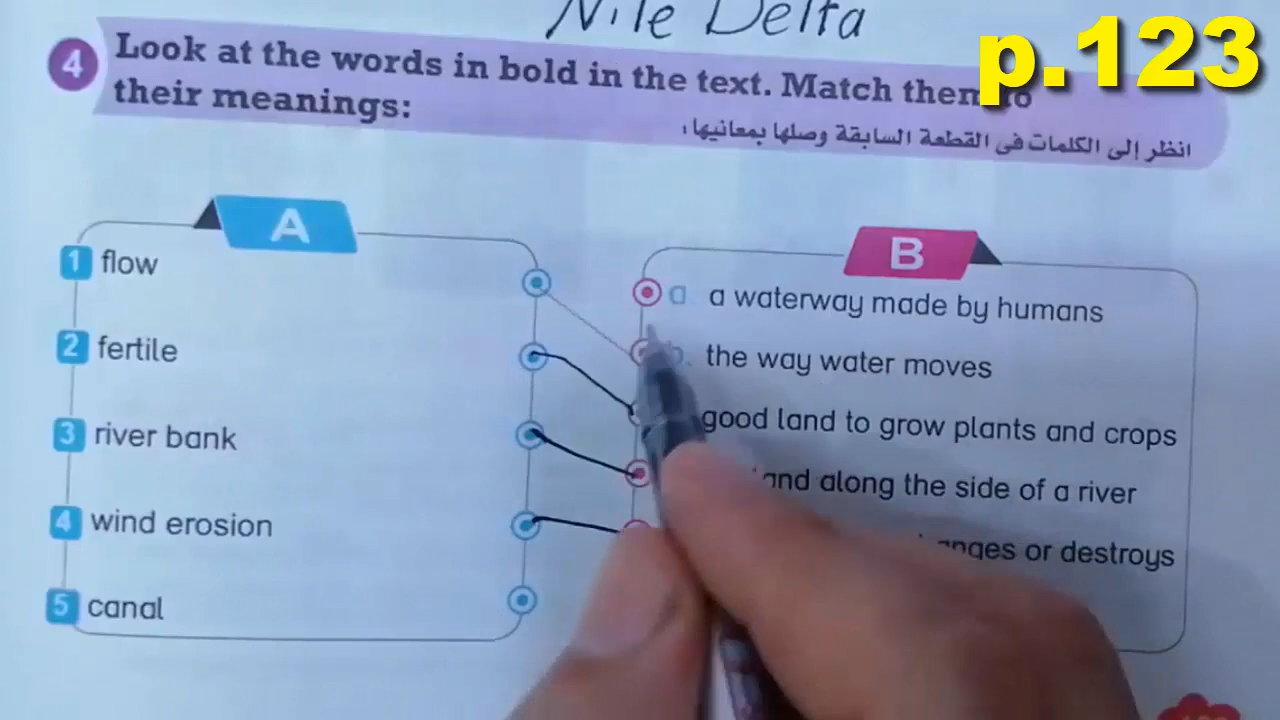 Nile Delta
p.123
4 Look at the words in bold in the text. Match them to
their meanings:
انظر إلى الكلمات فى القطعة السابقة وصلها بمعانيها:
A
1 flow
2 fertile
3 river bank
4 wind erosion
5 canal
B
a. a waterway made by humans
b. the way water moves
good land to grow plants and crops
land along the side of a river
or destroys